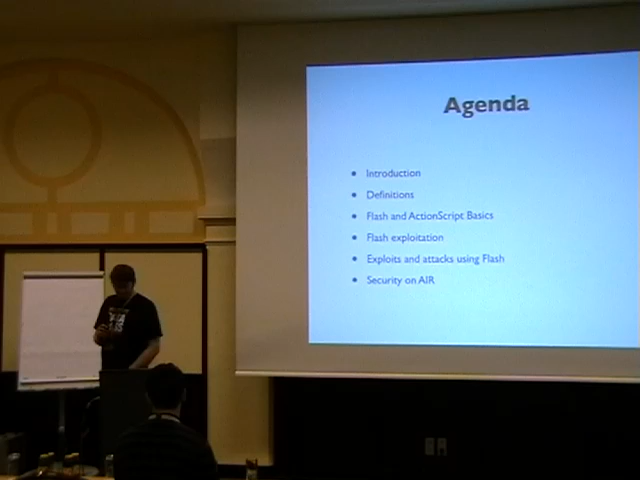 Agenda
• Introduction
• Definitions
• Flash and ActionScript Basics
• Flash exploitation
• Exploits and attacks using Flash
• Security on AIR